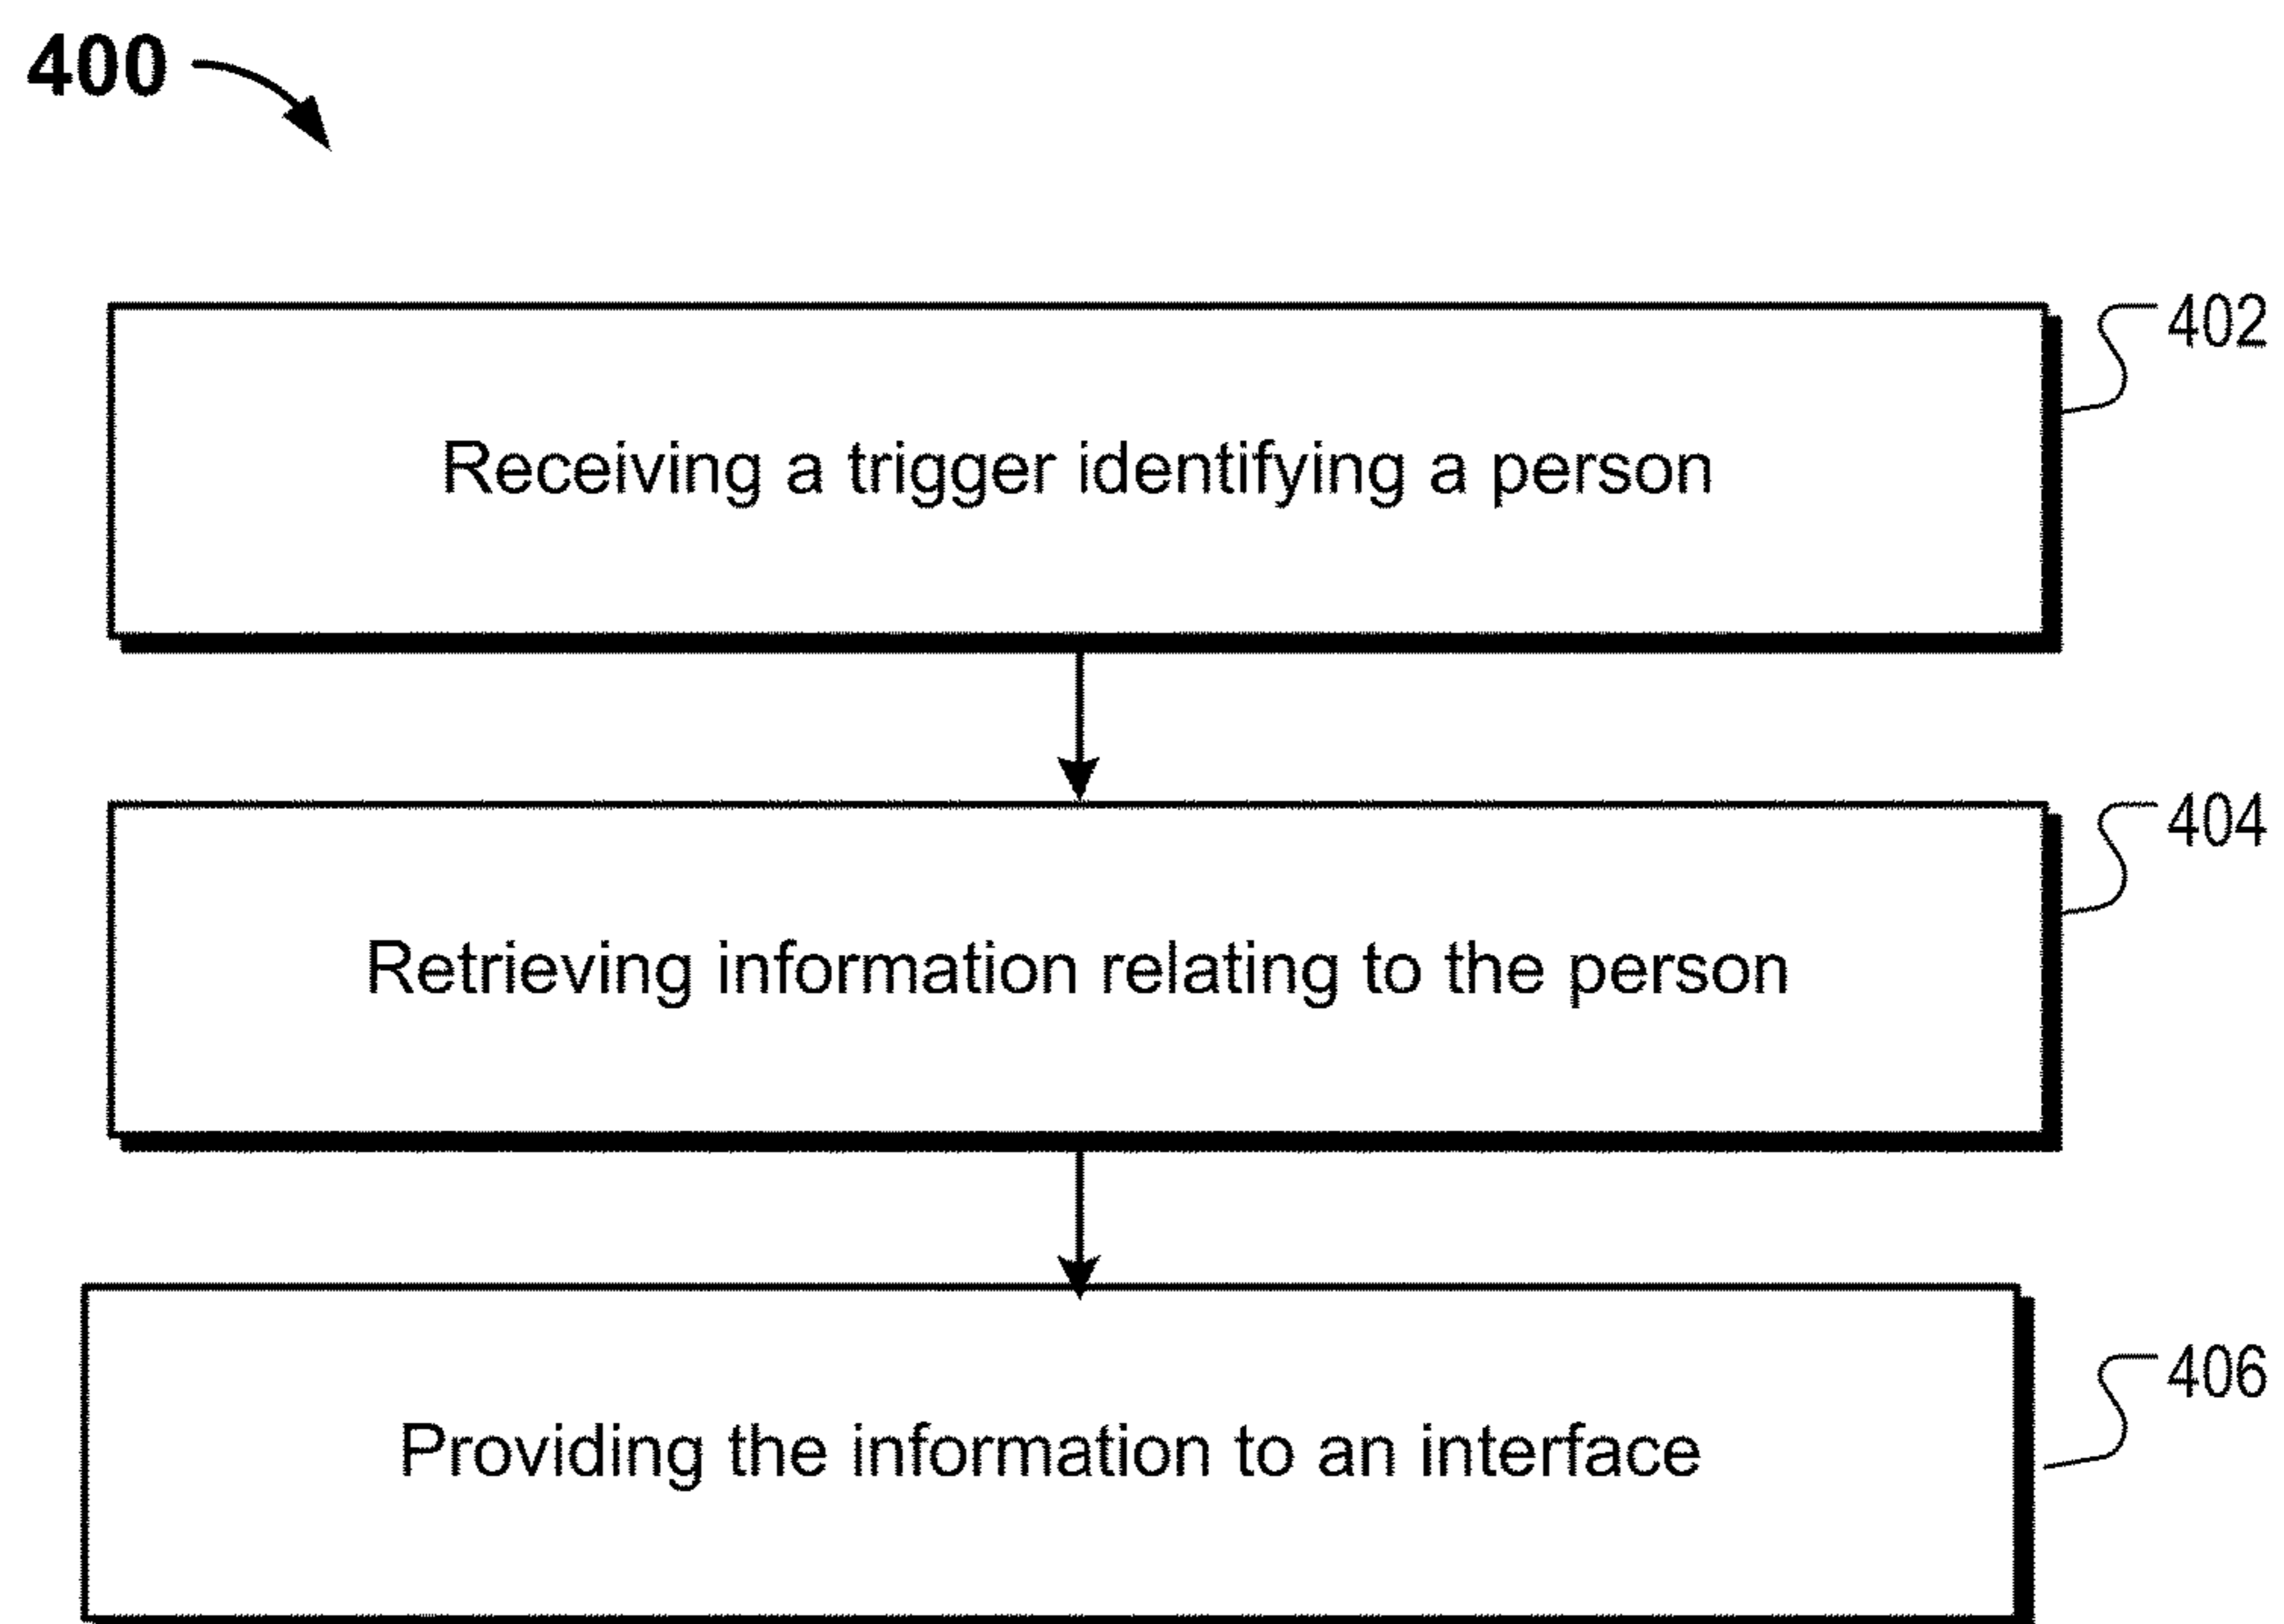 400
402
Receiving a trigger identifying a person
404
Retrieving information relating to the person
406
Providing the information to an interface